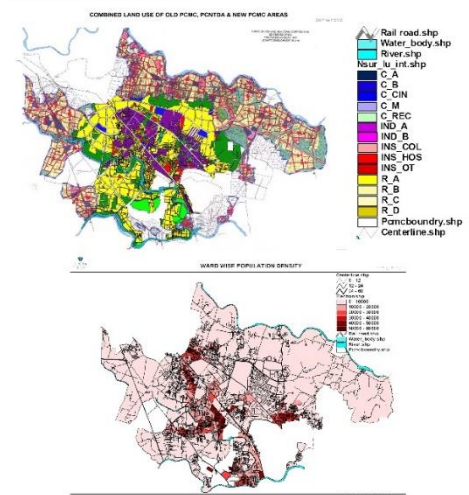 COMBINED LAND USE OF OLD PCMC, PCNTDA & NEW PCMC AREAS
Rail road.shp
Water_body.shp
River.shp
Nsur_lu_int.shp
C_A
C_B
C_CIN
C_M
C_REC
IND_A
IND_B
INS_COL
INS_HOS
INS_OT
R_A
R_B
R_C
R_D
Pcmcboundry.shp
Centerline.shp
WARD WISE POPULATION DENSITY